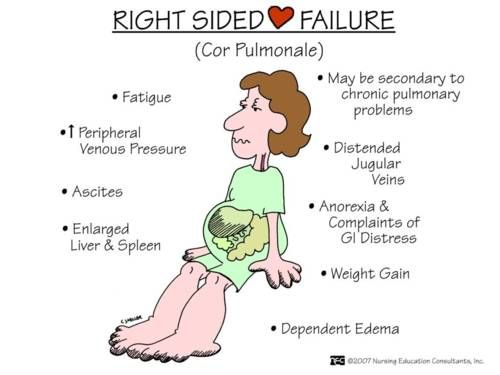 RIGHT SIDED FAILURE
(Cor Pulmonale)
• Fatigue
• ↑ Peripheral
Venous Pressure
• Ascites
• Enlarged
Liver & Spleen
• May be secondary to
chronic pulmonary
problems
• Distended
Jugular
Veins
• Anorexia &
Complaints of
GI Distress
• Weight Gain
• Dependent Edema
NEC ©2007 Nursing Education Consultants, Inc.